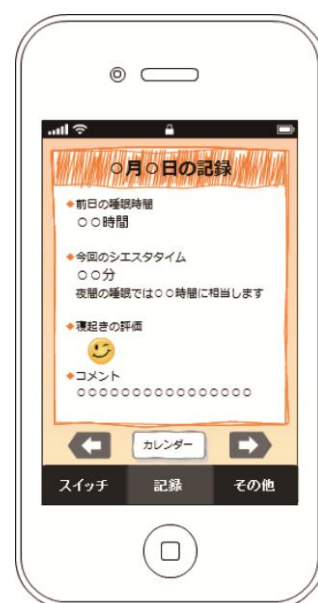 ○月○日の記録
◆前日の睡眠時間
○○時間
◆今回のシエスタタイム
○○分
夜間の睡眠では○○時間に相当します
◆寝起きの評価
◆コメント
○○○○○○○○○○○○○○○○
カレンダー
スイッチ 記録 その他